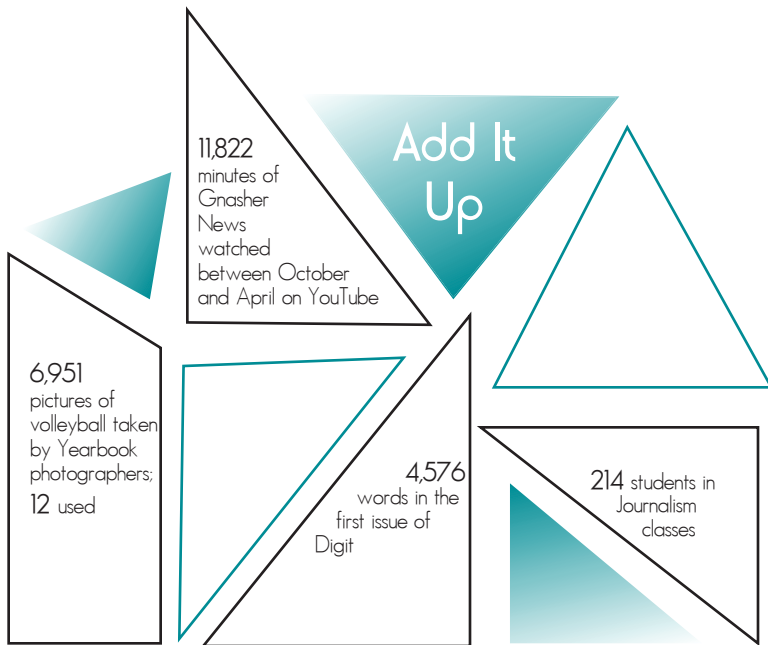 Add It
Up
11,822
minutes of
Gnasher
News
watched
between October
and April on YouTube
6,951
pictures of
volleyball taken
by Yearbook
photographers;
12 used
4,576
words in the
first issue of
Digit
214 students in
Journalism
classes